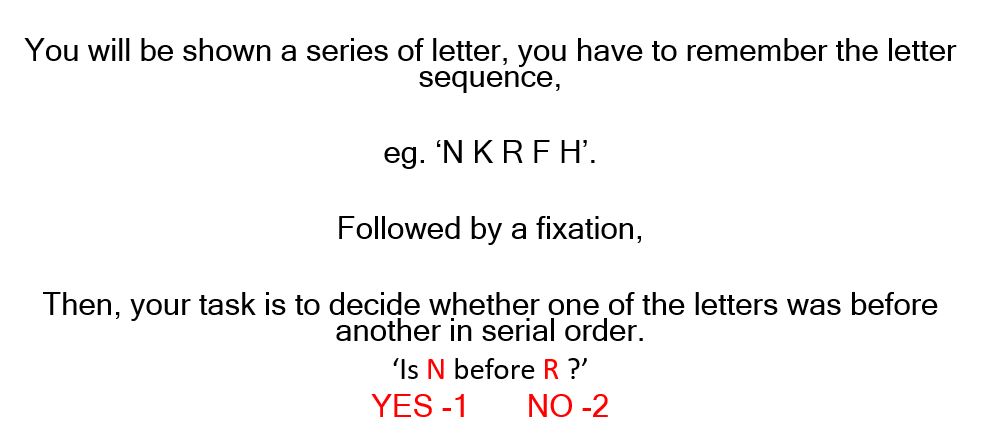 You will be shown a series of letter, you have to remember the letter
sequence,
eg. ‘N K R F H’.
Followed by a fixation,
Then, your task is to decide whether one of the letters was before
another in serial order.
‘Is N before R ?’
YES -1 NO -2